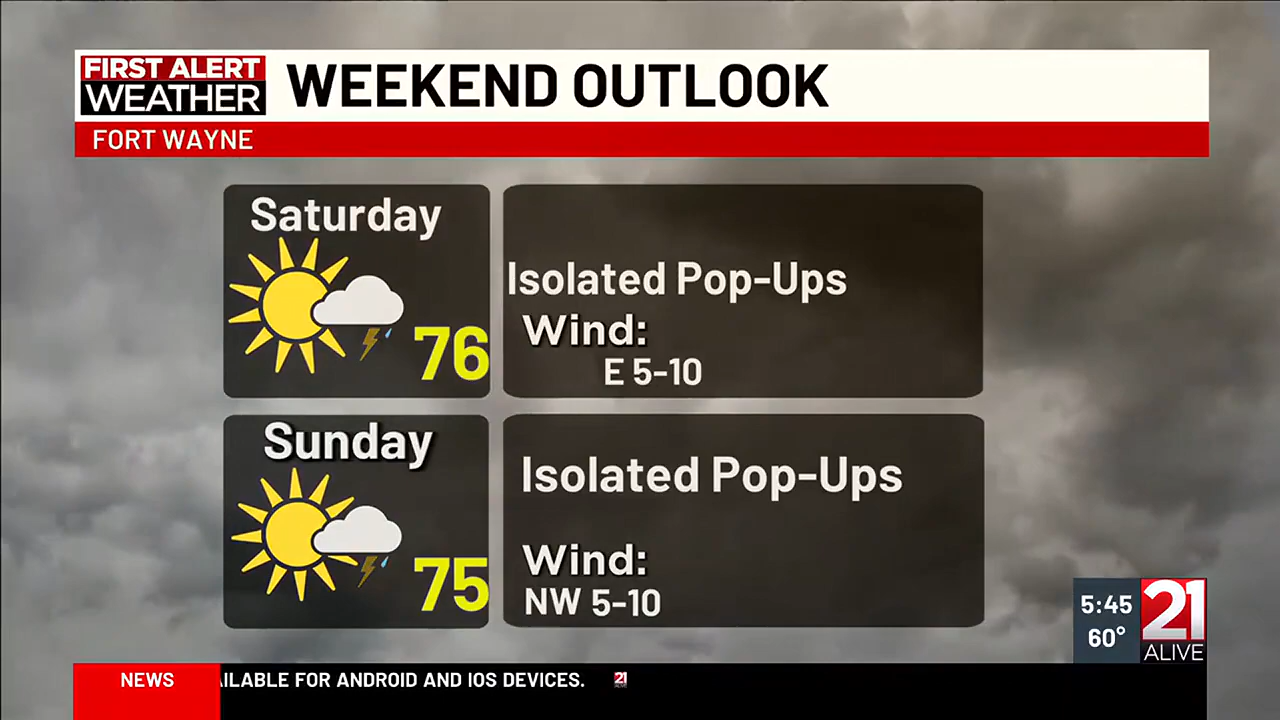 FIRST ALERT
WEATHER
WEEKEND OUTLOOK
FORT WAYNE
Saturday
76
Isolated Pop-Ups
Wind:
E 5-10
Sunday
75
Isolated Pop-Ups
Wind:
NW 5-10
5:45
60°
21
ALIVE
NEWS
FOR ANDROID AND IOS DEVICES.
21